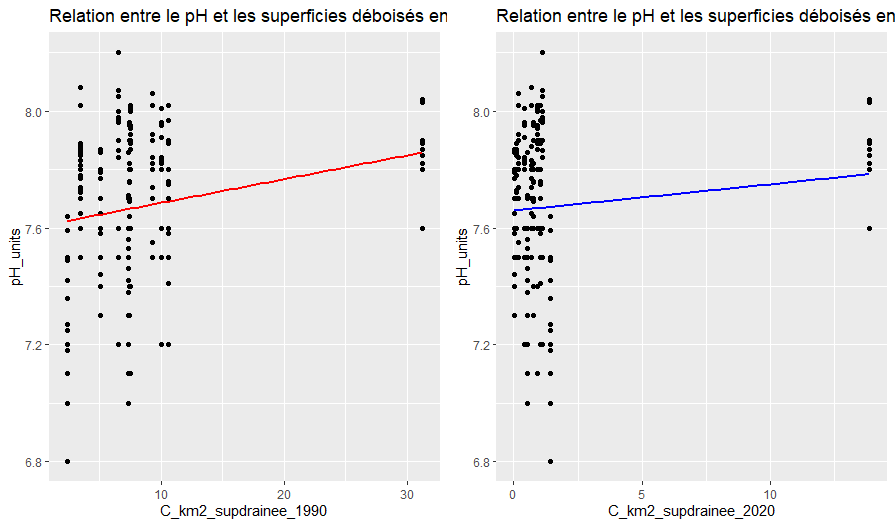 Relation entre le pH et les superficies déboisés en
Relation entre le pH et les superficies déboisés en
pH_units
8.0
7.6
7.2
6.8
10
20
30
C_km2_supdrainee_1990
pH_units
8.0
7.6
7.2
6.8
0
5
10
C_km2_supdrainee_2020